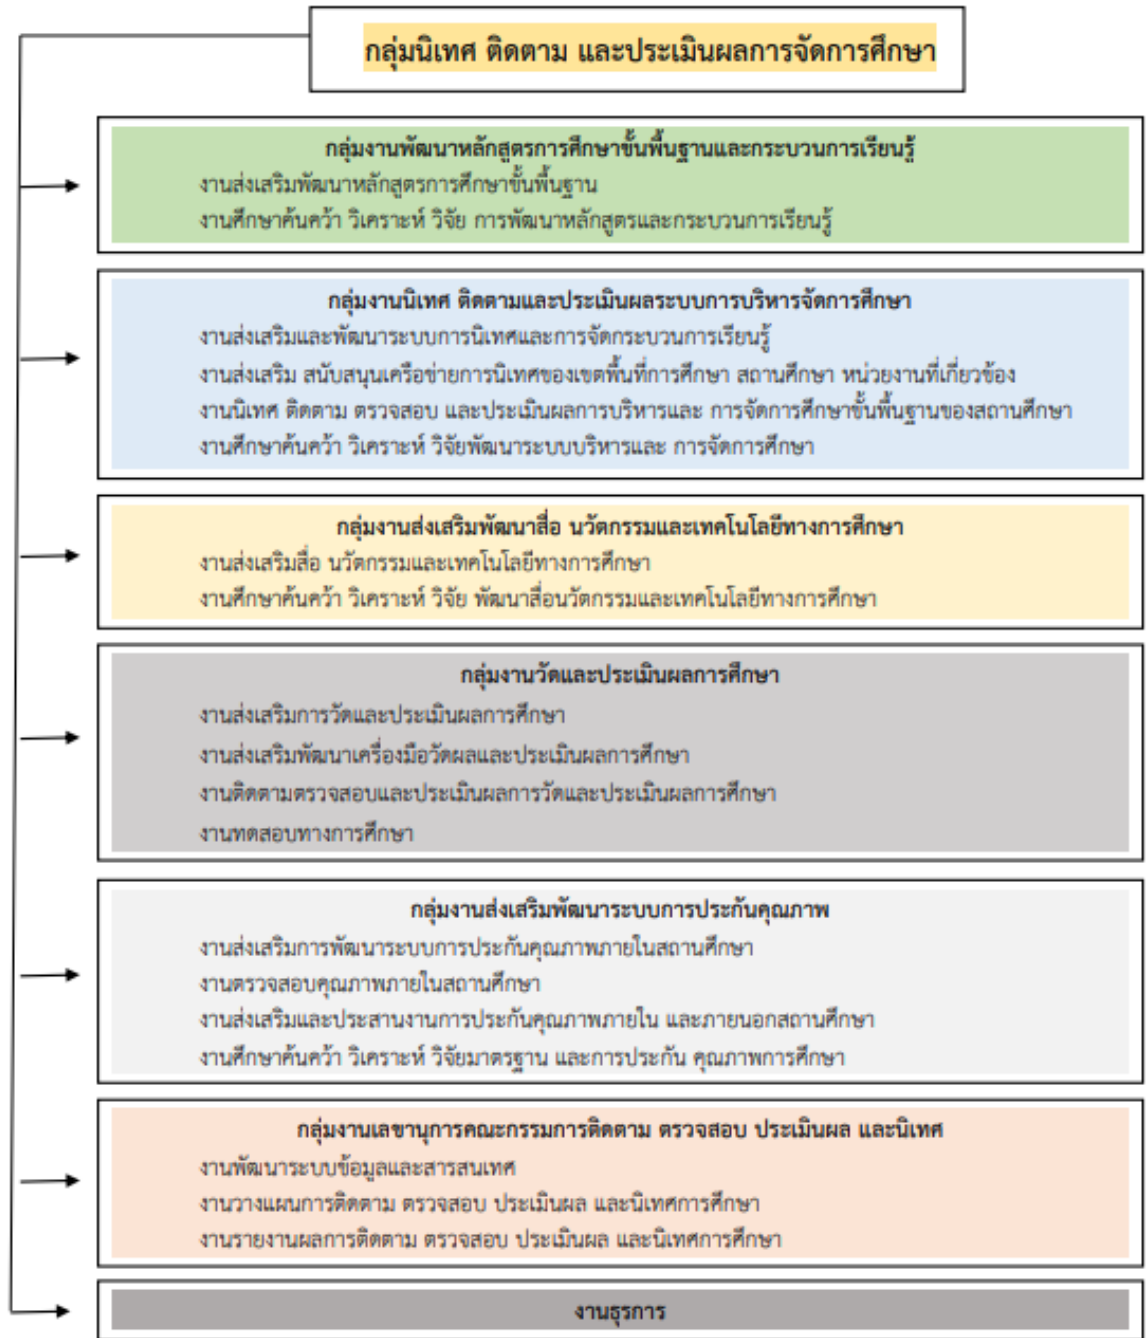 กลุ่มนิเทศ ติดตาม และประเมินผลการจัดการศึกษา
กลุ่มงานพัฒนาหลักสูตรการศึกษาขั้นพื้นฐานและกระบวนการเรียนรู้
งานส่งเสริมพัฒนาหลักสูตรการศึกษาขั้นพื้นฐาน
งานศึกษาค้นคว้า วิเคราะห์ วิจัย การพัฒนาหลักสูตรและกระบวนการเรียนรู้
กลุ่มงานนิเทศ ติดตามและประเมินผลระบบการบริหารจัดการศึกษา
งานส่งเสริมและพัฒนาระบบการนิเทศและการจัดกระบวนการเรียนรู้
งานส่งเสริม สนับสนุนเครือข่ายการนิเทศของเขตพื้นที่การศึกษา สถานศึกษา หน่วยงานที่เกี่ยวข้อง
งานนิเทศ ติดตาม ตรวจสอบ และประเมินผลการบริหารและ การจัดการศึกษาขั้นพื้นฐานของสถานศึกษา
งานศึกษาค้นคว้า วิเคราะห์ วิจัยพัฒนาระบบบริหารและ การจัดการศึกษา
กลุ่มงานส่งเสริมพัฒนาสื่อ นวัตกรรมและเทคโนโลยีทางการศึกษา
งานส่งเสริมสื่อ นวัตกรรมและเทคโนโลยีทางการศึกษา
งานศึกษาค้นคว้า วิเคราะห์ วิจัย พัฒนาสื่อนวัตกรรมและเทคโนโลยีทางการศึกษา
กลุ่มงานวัดและประเมินผลการศึกษา
งานส่งเสริมการวัดและประเมินผลการศึกษา
งานส่งเสริมพัฒนาเครื่องมือวัดผลและประเมินผลการศึกษา
งานติดตามตรวจสอบและประเมินผลการวัดและประเมินผลการศึกษา
งานทดสอบทางการศึกษา
กลุ่มงานส่งเสริมพัฒนาระบบการประกันคุณภาพ
งานส่งเสริมการพัฒนาระบบการประกันคุณภาพภายในสถานศึกษา
งานตรวจสอบคุณภาพภายในสถานศึกษา
งานส่งเสริมและประสานงานการประกันคุณภาพภายใน และภายนอกสถานศึกษา
งานศึกษาค้นคว้า วิเคราะห์ วิจัยมาตรฐาน และการประกัน คุณภาพการศึกษา
กลุ่มงานเลขานุการคณะกรรมการติดตาม ตรวจสอบ ประเมินผล และนิเทศ
งานพัฒนาระบบข้อมูลและสารสนเทศ
งานวางแผนการติดตาม ตรวจสอบ ประเมินผล และนิเทศการศึกษา
งานรายงานผลการติดตาม ตรวจสอบ ประเมินผล และนิเทศการศึกษา
งานธุรการ